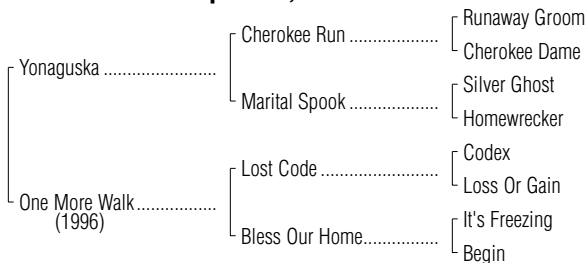 Runaway Groom
Cherokee Run ....................
Cherokee Dame
Yonaguska .........................
Silver Ghost
Marital Spook ....................
Homewrecker
Codex
Lost Code ..........................
Loss Or Gain
One More Walk..................
(1996)
It's Freezing
Bless Our Home.................
Begin